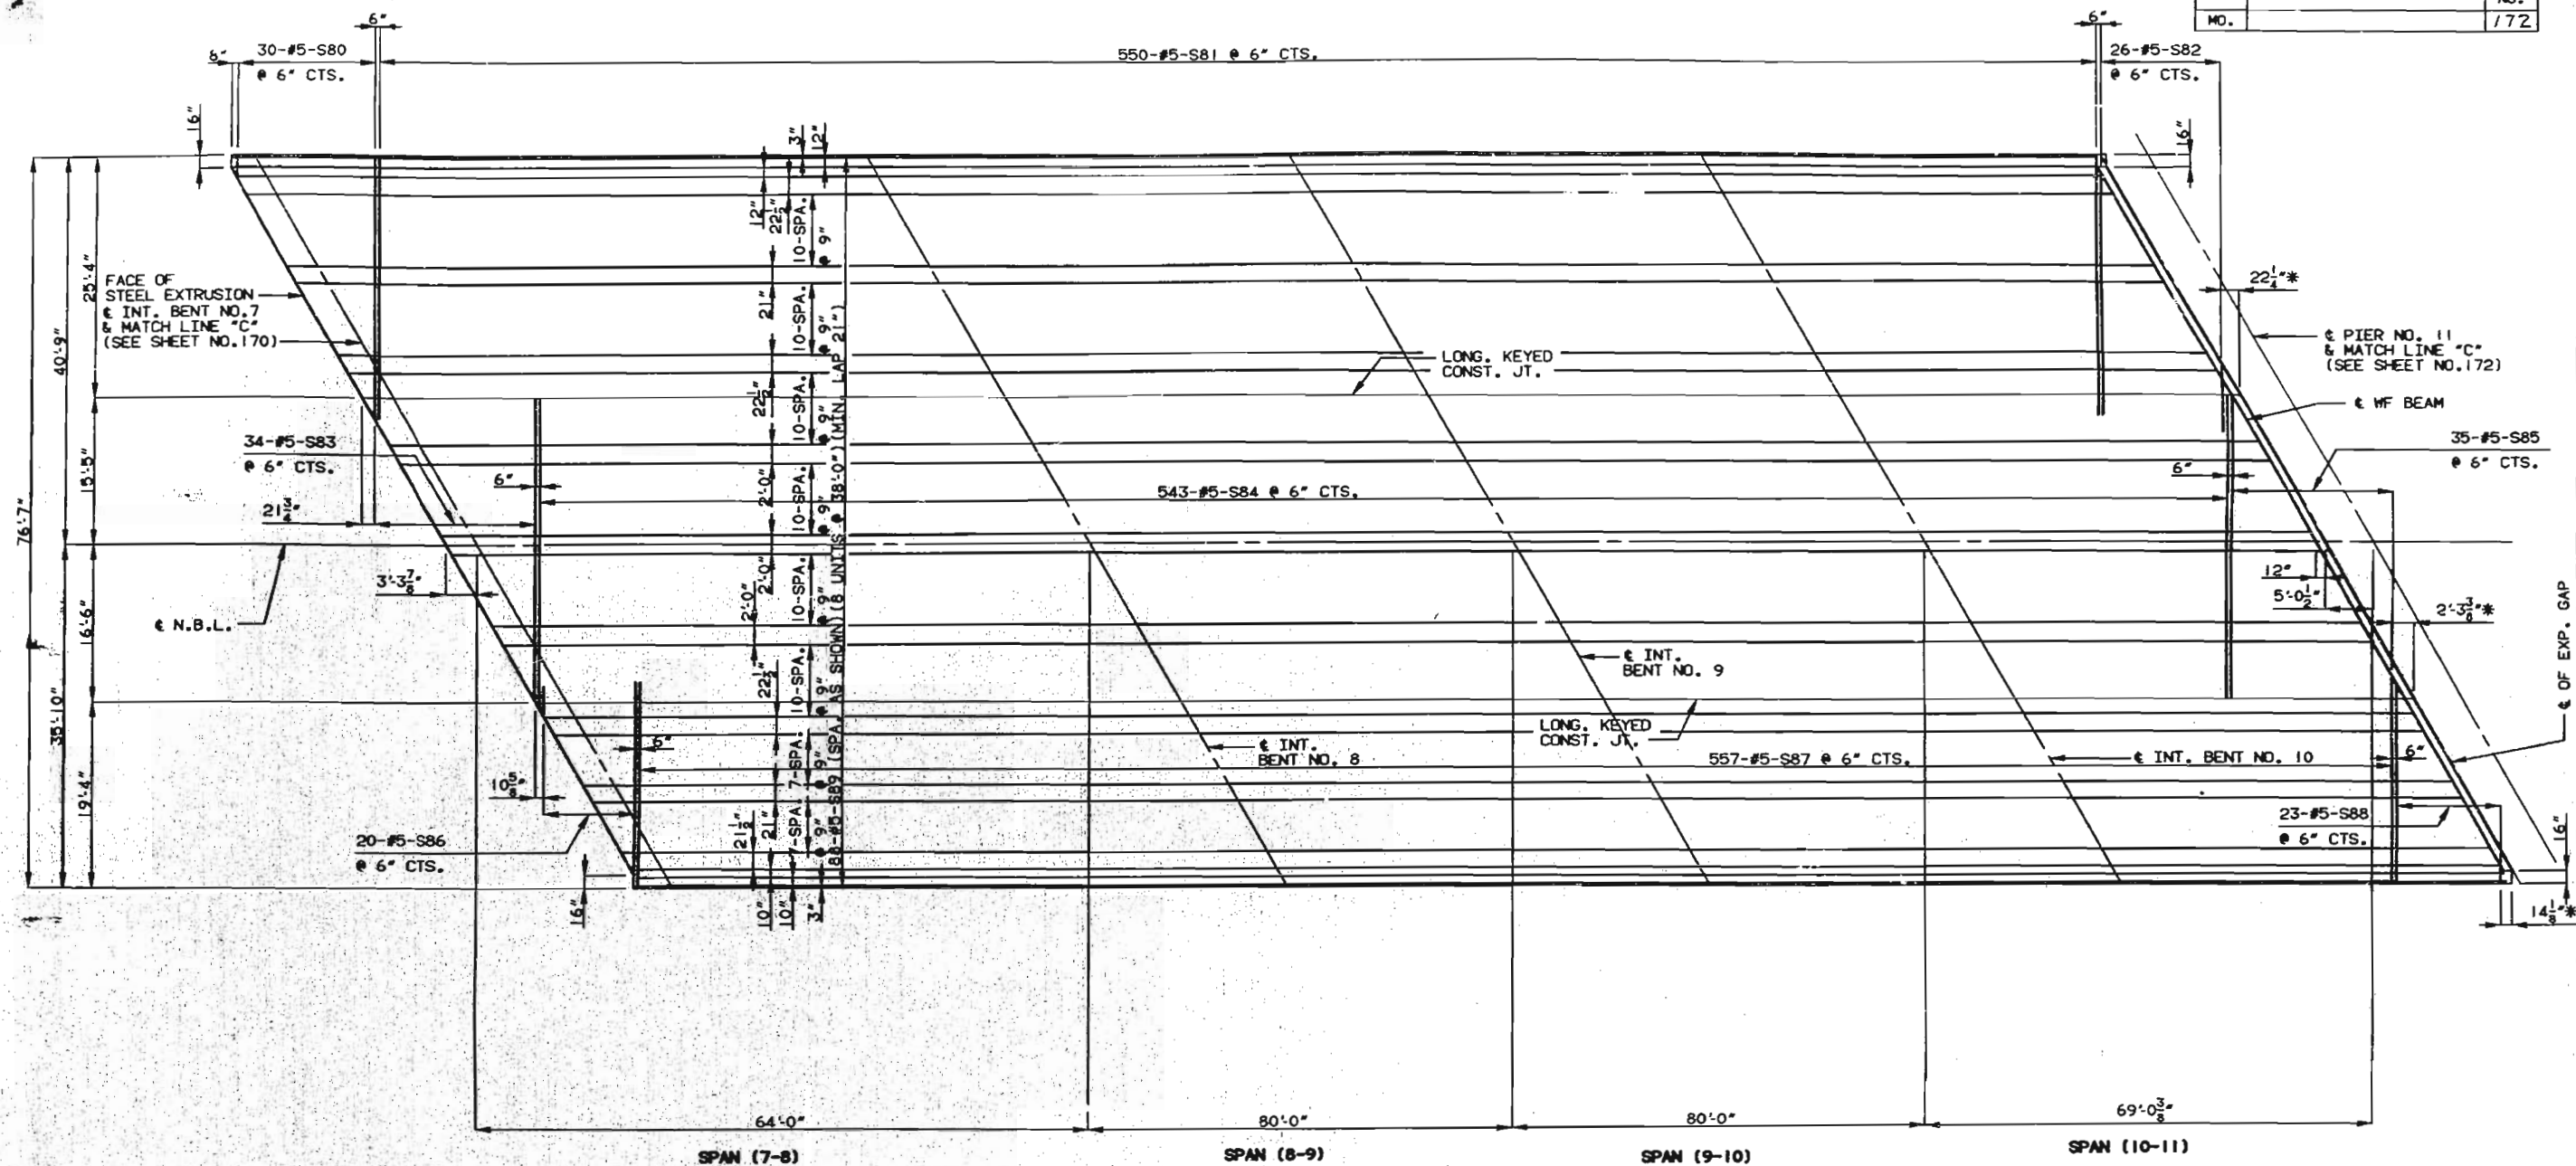 NO.
MO. 172
6"
8" 30-#5-S80
@ 6" CTS.
550-#5-S81 @ 6" CTS.
6"
26-#5-S82
@ 6" CTS.
16"
3"
12"
16"
12"
22½"
10-SPA.
@ 9"
FACE OF
STEEL EXTRUSION
℄ INT. BENT NO.7
& MATCH LINE "C"
(SEE SHEET NO.170)
25'-4"
40'-9"
76'-7"
15'-5"
21"
10-SPA.
@ 9"
22½"
10-SPA.
@ 9"
LONG. KEYED
CONST. JT.
22¼"*
℄ PIER NO. 11
& MATCH LINE "C"
(SEE SHEET NO.172)
℄ WF BEAM
34-#5-S83
@ 6" CTS.
35-#5-S85
@ 6" CTS.
6"
21¾"
2'-0"
10-SPA.
@ 9"
543-#5-S84 @ 6" CTS.
6"
188-#5-S89 (SPA. AS SHOWN)(8 UNITS @ 38'-0")(MIN. LAP 21")
3'-3⅞"
℄ N.B.L.
2'-0"
2'-0"
10-SPA.
@ 9"
12"
5'-0½"
2'-3⅜"*
℄ OF EXP. GAP
16'-6"
35'-10"
19'-4"
22½"
10-SPA.
@ 9"
℄ INT.
BENT NO. 9
LONG. KEYED
CONST. JT.
6"
℄ INT.
BENT NO. 8
557-#5-S87 @ 6" CTS.
℄ INT. BENT NO. 10
6"
10⅝"
7-SPA.
@ 9"
21"
7-SPA.
@ 9"
21½"
20-#5-S86
@ 6" CTS.
23-#5-S88
@ 6" CTS.
16"
16"
10"
10"
3"
14⅛"*
64'-0"
80'-0"
80'-0"
69'-0⅜"
SPAN (7-8)
SPAN (8-9)
SPAN (9-10)
SPAN (10-11)